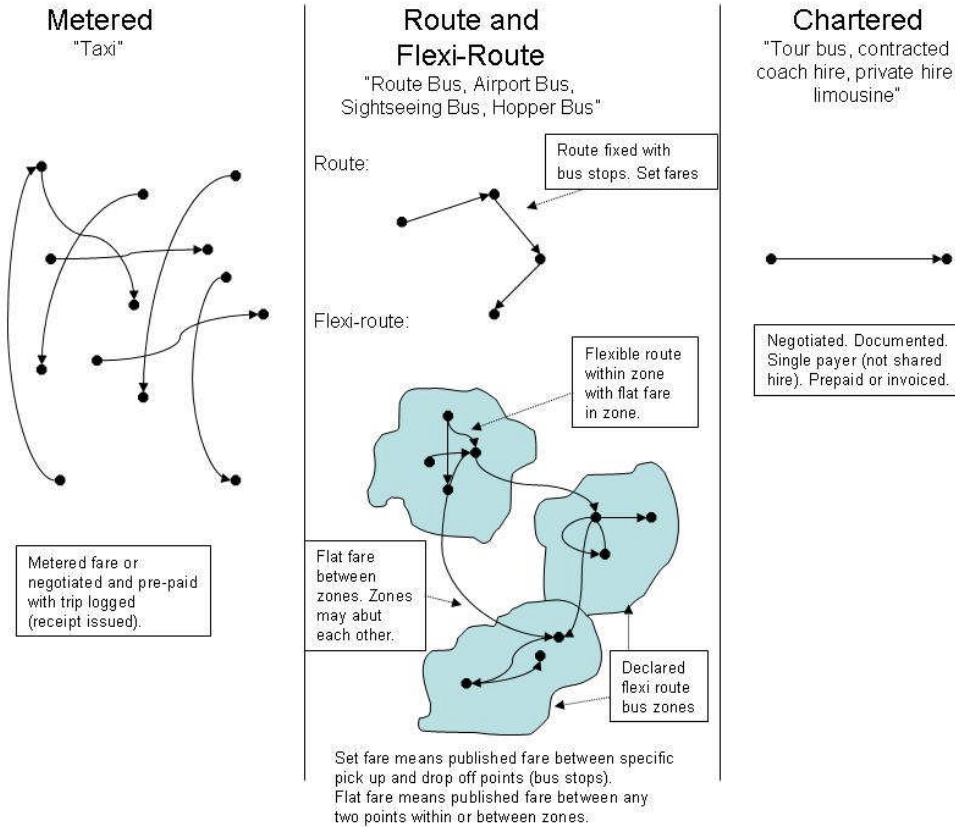 Metered
"Taxi"
Metered fare or
negotiated and pre-paid
with trip logged
(receipt issued).
Route and
Flexi-Route
"Route Bus, Airport Bus,
Sightseeing Bus, Hopper Bus"
Route:
Route fixed with
bus stops. Set fares
Flexi-route:
Flexible route
within zone
with flat fare
in zone.
Flat fare
between
zones. Zones
may abut
each other.
Declared
flexi route
bus zones
Set fare means published fare between specific
pick up and drop off points (bus stops).
Flat fare means published fare between any
two points within or between zones.
Chartered
"Tour bus, contracted
coach hire, private hire
limousine"
Negotiated. Documented.
Single payer (not shared
hire). Prepaid or invoiced.